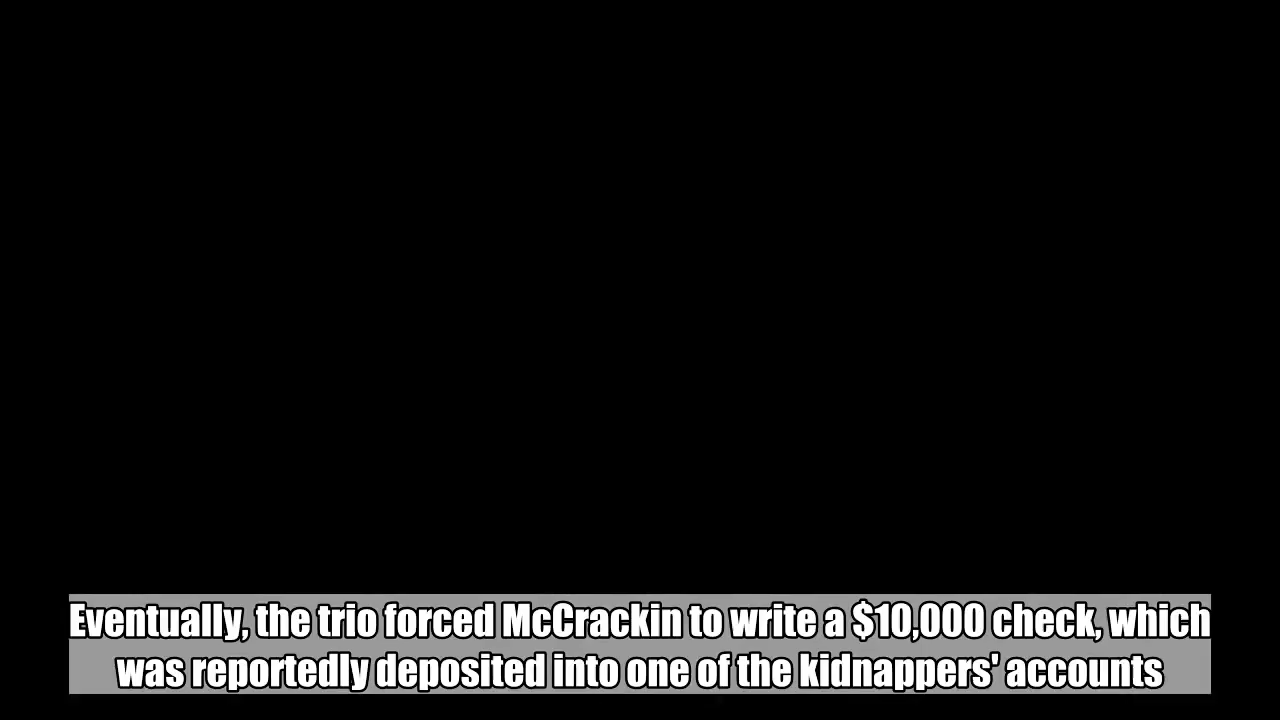 Eventually, the trio forced McCrackin to write a $10,000 check, which
was reportedly deposited into one of the kidnappers' accounts